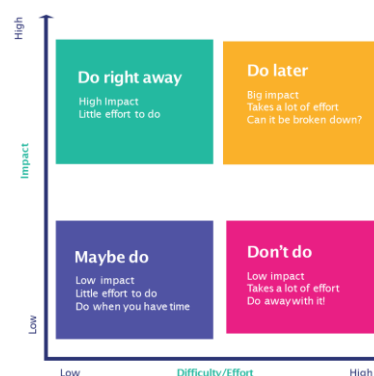 High
Do right away
High Impact
Little effort to do
Do later
Big impact
Takes a lot of effort
Can it be broken down?
Impact
Maybe do
Low impact
Little effort to do
Do when you have time
Don't do
Low impact
Takes a lot of effort
Do away with it!
Low
Low
Difficulty/Effort
High